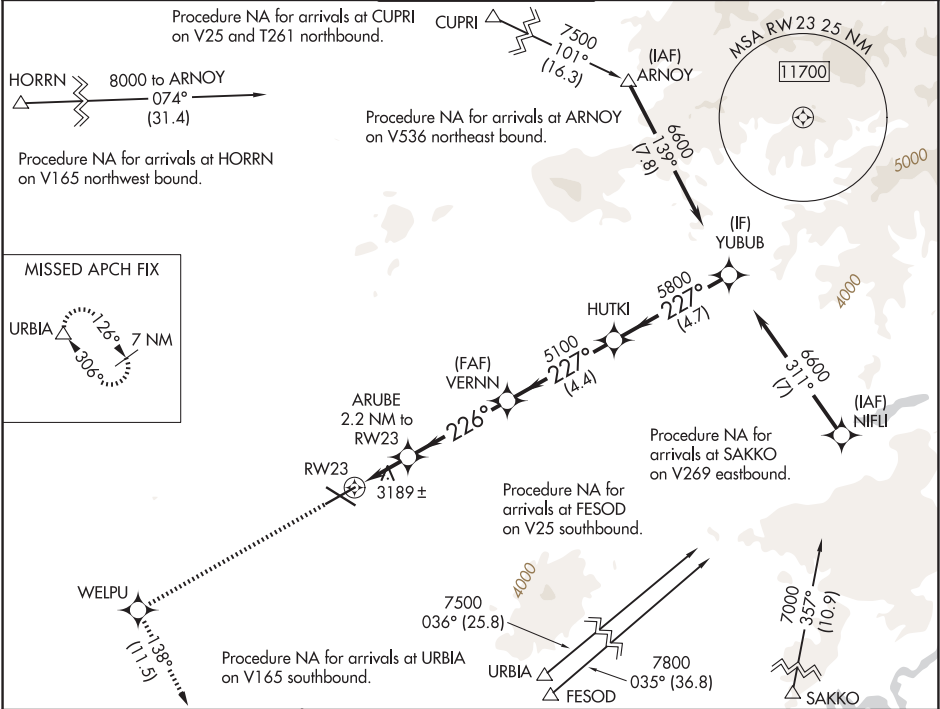 Procedure NA for arrivals at CUPRI
on V25 and T261 northbound.
CUPRI
7500
101°
(16.3)
(IAF)
ARNOY
MSA RW23 25 NM
11700
HORRN
8000 to ARNOY
074°
(31.4)
Procedure NA for arrivals at ARNOY
on V536 northeast bound.
6600
139°
(7.8)
5000
Procedure NA for arrivals at HORRN
on V165 northwest bound.
(IF)
YUBUB
MISSED APCH FIX
URBIA
126°
7 NM
306°
HUTKI
5800
227°
(4.7)
4000
(FAF)
VERNN
5100
227°
(4.4)
6600
311°
(7)
(IAF)
NIFLI
ARUBE
2.2 NM to
RW23
226°
RW23
3189 ±
Procedure NA for
arrivals at SAKKO
on V269 eastbound.
Procedure NA for
arrivals at FESOD
on V25 southbound.
WELPU
138°
(11.5)
4000
7500
036° (25.8)
7000
357°
(10.9)
Procedure NA for arrivals at URBIA
on V165 southbound.
URBIA
FESOD
7800
035° (36.8)
SAKKO